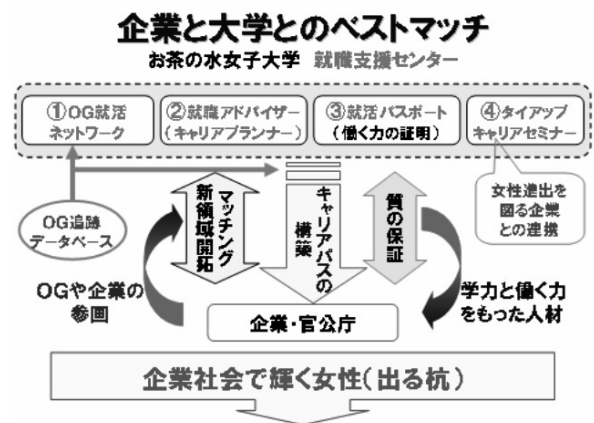 企業と大学とのベストマッチ
お茶の水女子大学 就職支援センター
①OG就活
ネットワーク
②就職アドバイザー
(キャリアプランナー)
③就活パスポート
(働く力の証明)
④タイアップ
キャリアセミナー
OG追跡
データベース
マッチング
新領域開拓
キャリアパスの
構築
質の保証
女性進出を
図る企業
との連携
OGや企業の
参画
企業・官公庁
学力と働く力
をもった人材
企業社会で輝く女性(出る杭)